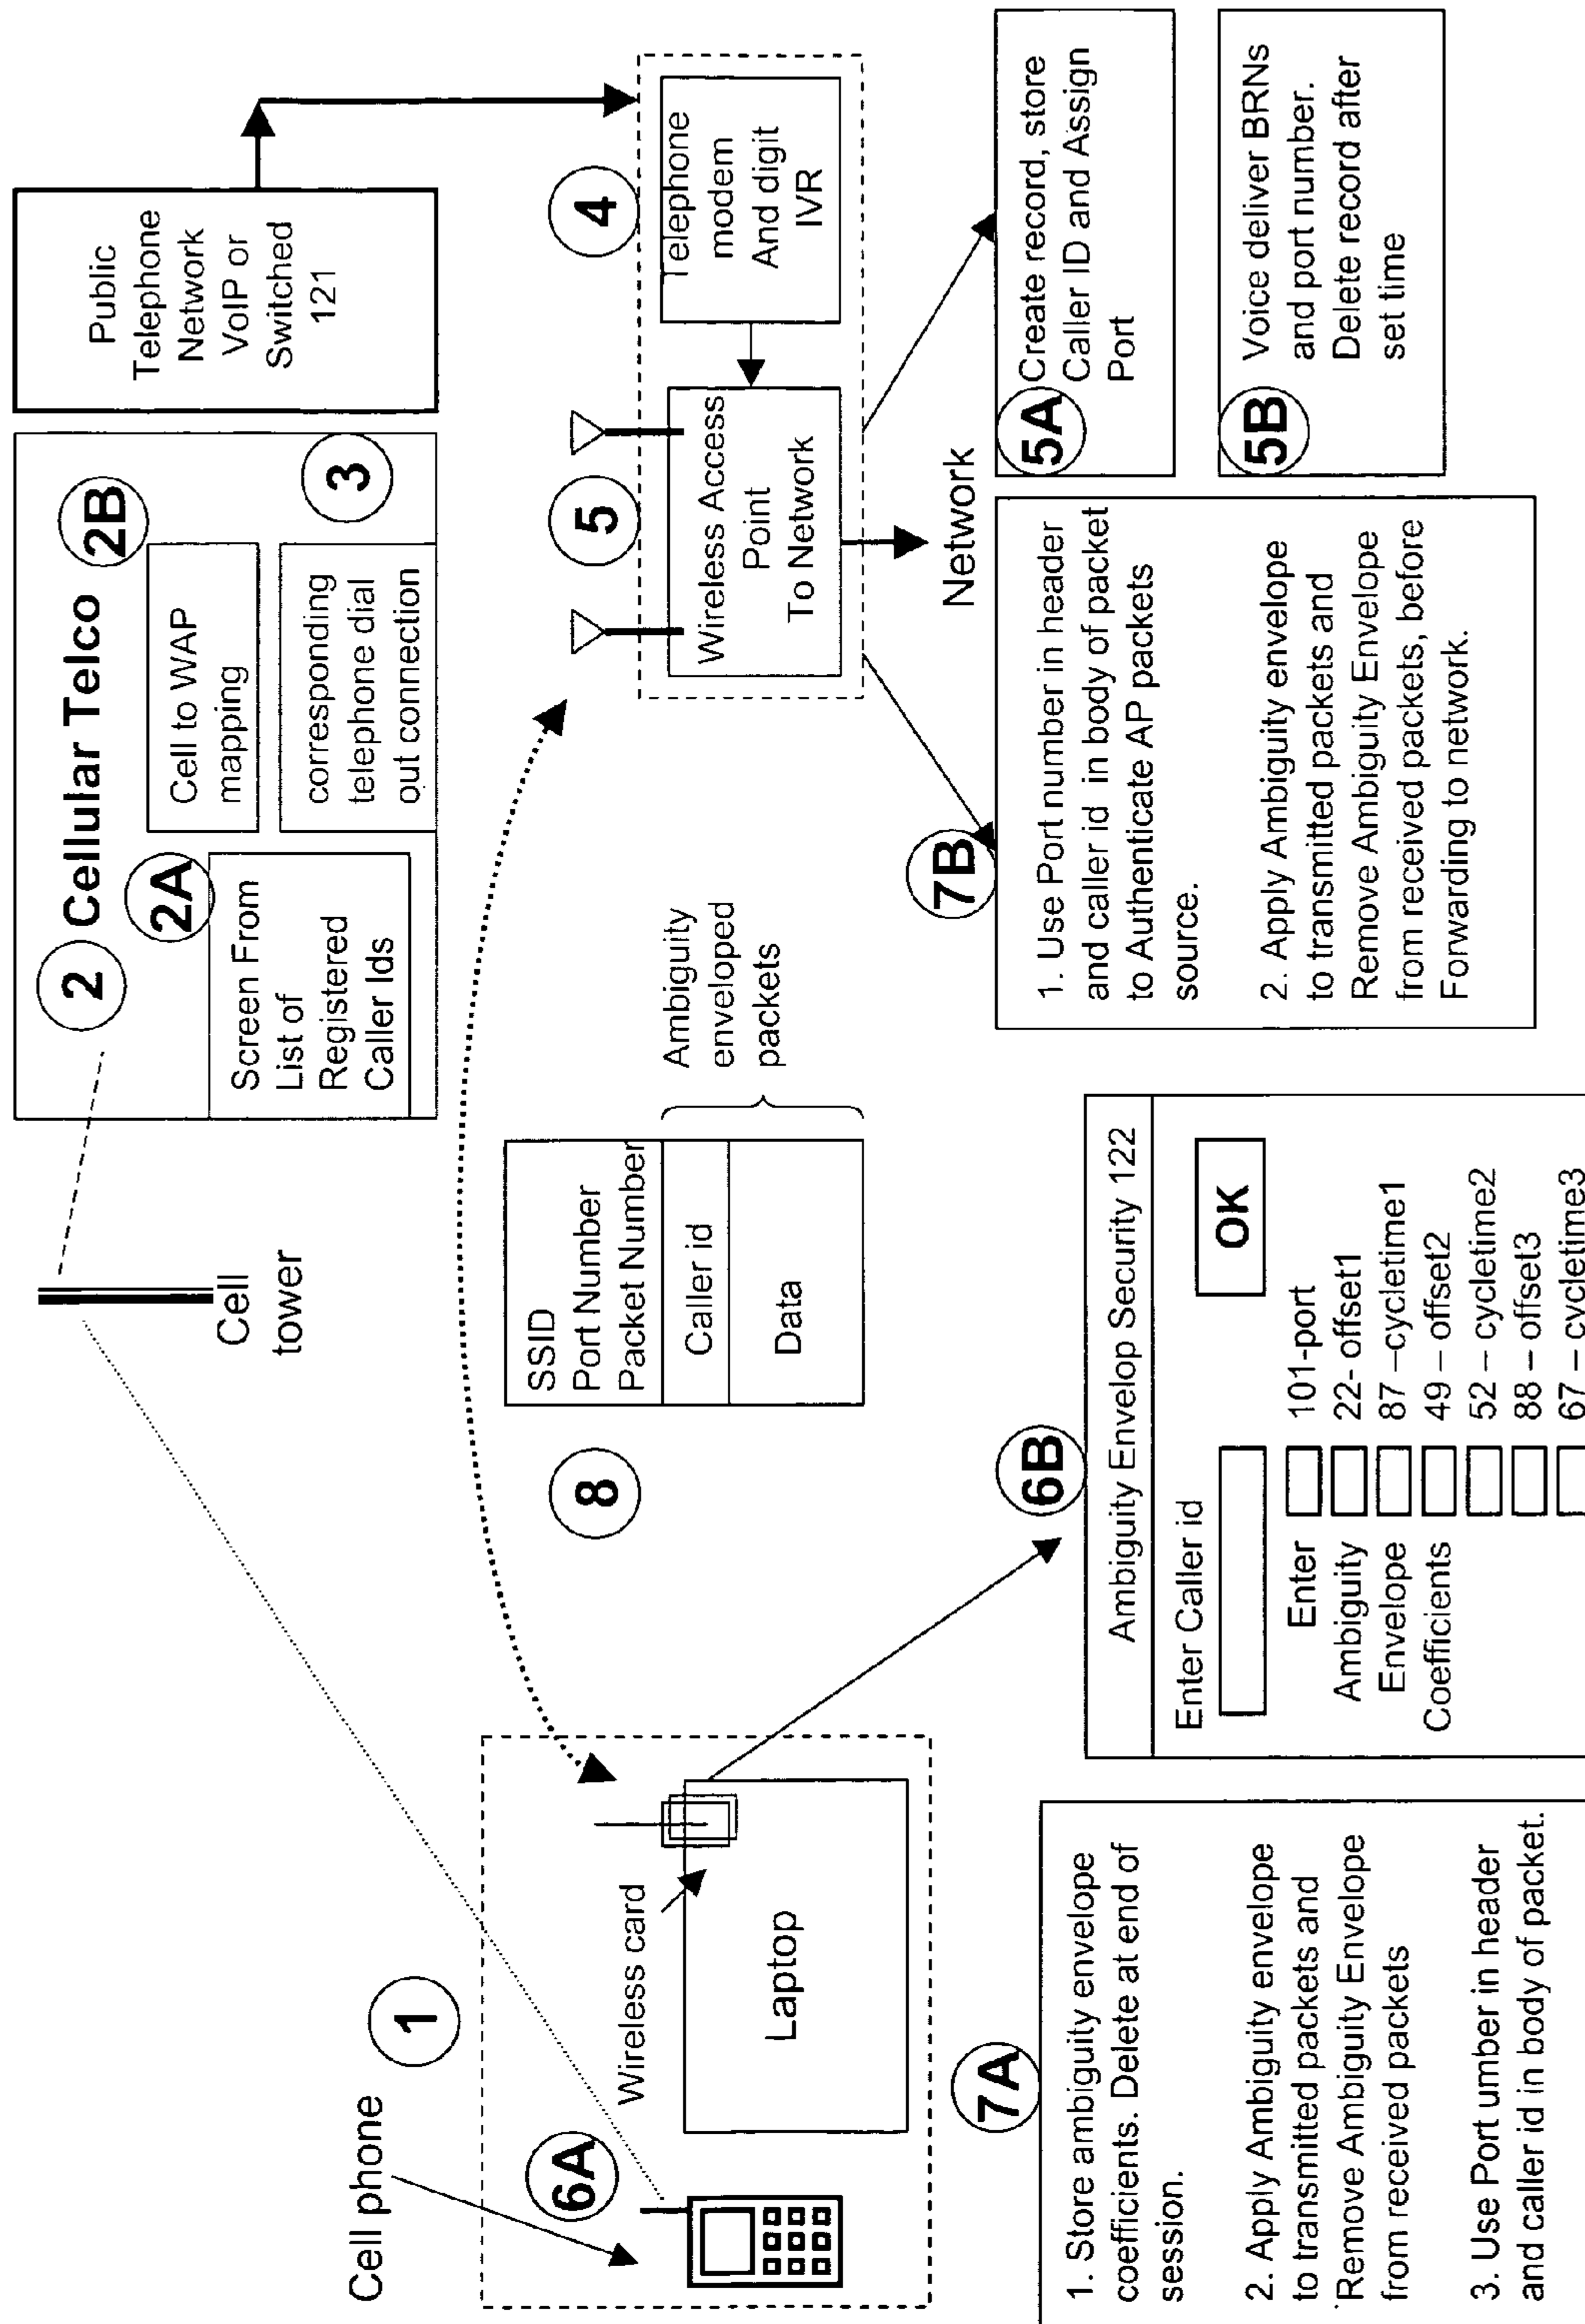 Cell phone
1
6A
Wireless card
Laptop
Cell
tower
2
Cellular Telco
2A
2B
Screen From
List of
Registered
Caller Ids
Cell to WAP
mapping
3
corresponding
telephone dial
out connection
Public
Telephone
Network
VoIP or
Switched
121
8
SSID
Port Number
Packet Number
Caller id
Data
Ambiguity
enveloped
packets
5
Wireless Access
Point
To Network
4
Telephone
modem
And digit
IVR
Network
7A
1. Store ambiguity envelope
coefficients. Delete at end of
session.
2. Apply Ambiguity envelope
to transmitted packets and
Remove Ambiguity Envelope
from received packets
3. Use Port umber in header
and caller id in body of packet.
6B
Ambiguity Envelop Security 122
Enter Caller id
OK
Enter 101-port
Ambiguity 22- offset1
Envelope 87 –cycletime1
Coefficients 49 – offset2
52 – cycletime2
88 – offset3
67 – cycletime3
7B
1. Use Port number in header
and caller id in body of packet
to Authenticate AP packets
source.
2. Apply Ambiguity envelope
to transmitted packets and
Remove Ambiguity Envelope
from received packets, before
Forwarding to network.
5A
Create record, store
Caller ID and Assign
Port
5B
Voice deliver BRNs
and port number.
Delete record after
set time